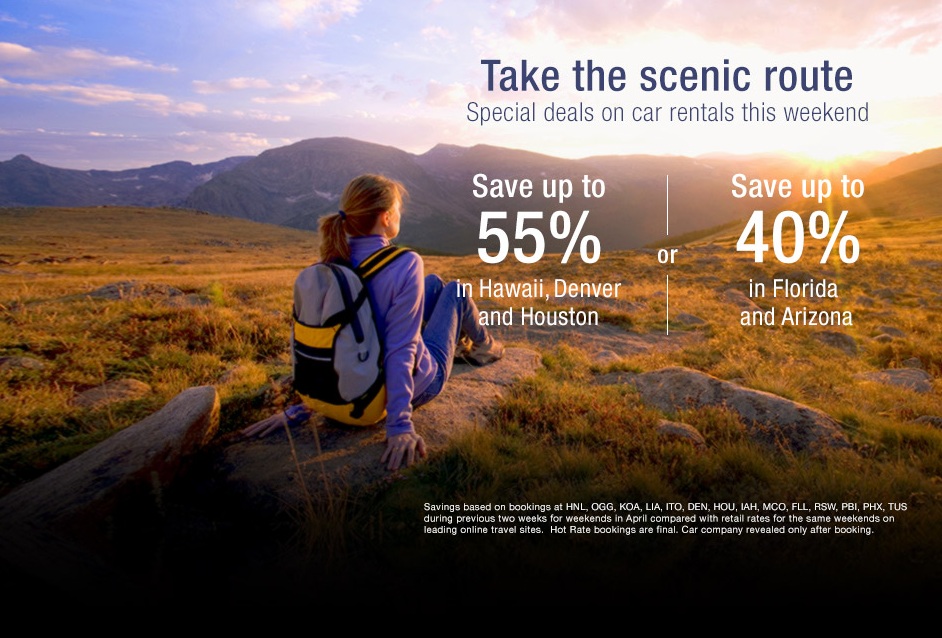 Take the scenic route
Special deals on car rentals this weekend
Save up to
55%
in Hawaii, Denver
and Houston
or
Save up to
40%
in Florida
and Arizona
Savings based on bookings at HNL, OGG, KOA, LIA, ITO, DEN, HOU, IAH, MCO, FLL, RSW, PBI, PHX, TUS
during previous two weeks for weekends in April compared with retail rates for the same weekends on
leading online travel sites.  Hot Rate bookings are final. Car company revealed only after booking.